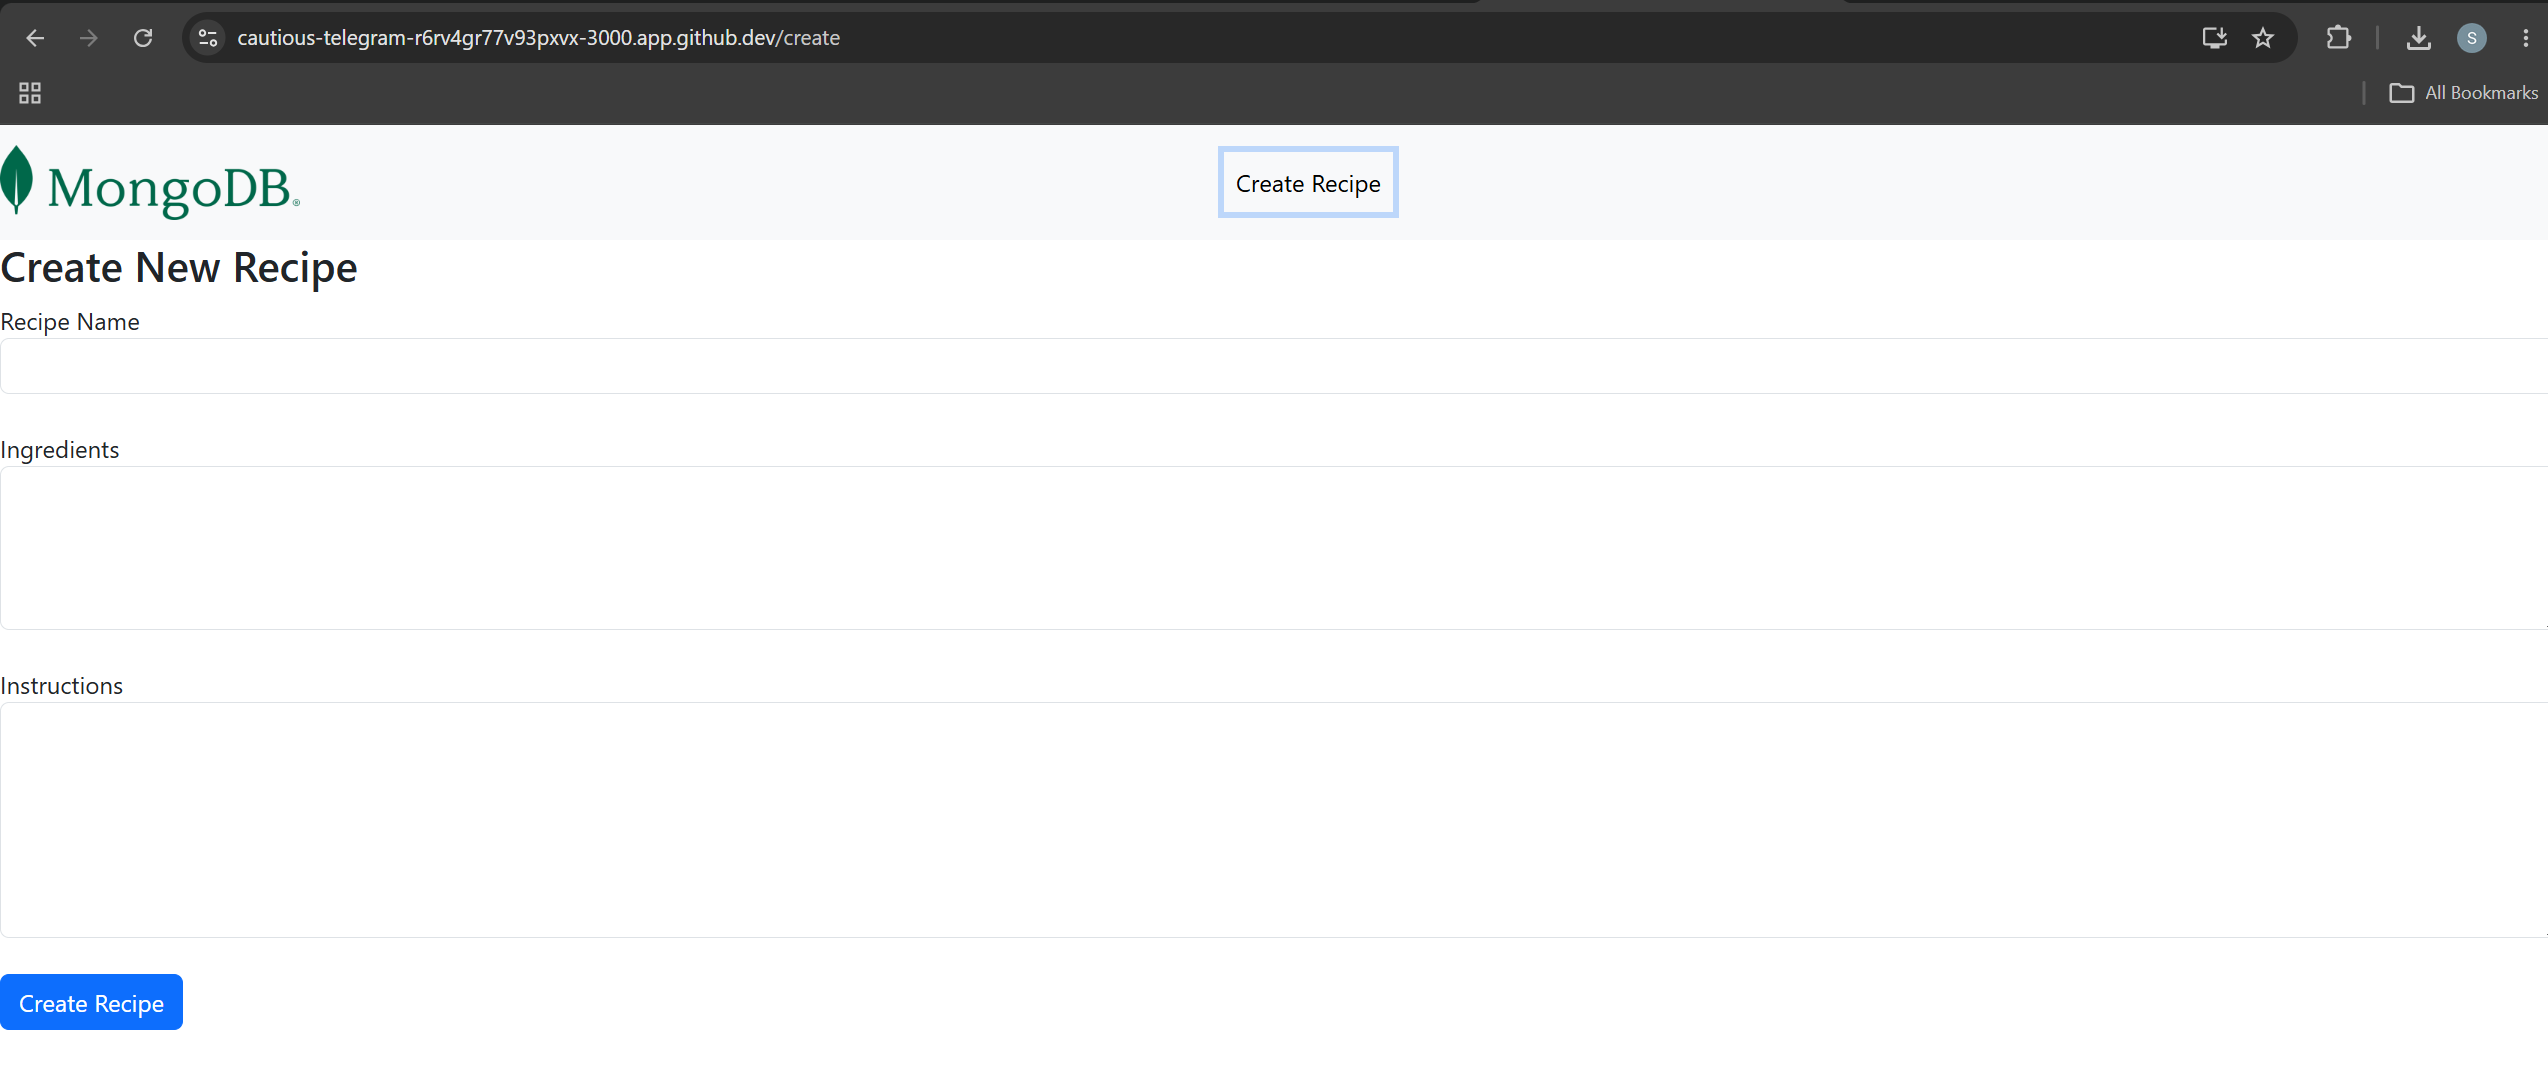 cautious-telegram-r6rv4gr77v93pxvx-3000.app.github.dev/create
S
All Bookmarks
MongoDB®
Create Recipe
Create New Recipe
Recipe Name
Ingredients
Instructions
Create Recipe